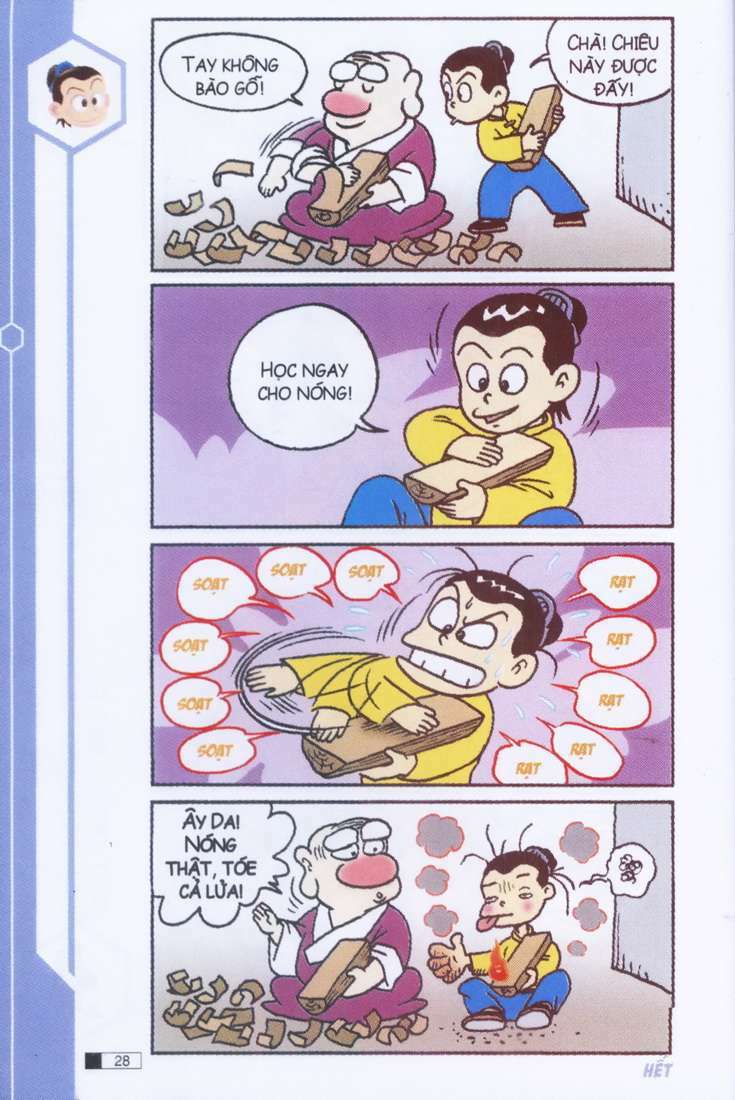 TAY KHÔNG
BÀO GỖ!
CHÀ! CHIÊU
NÀY ĐƯỢC
ĐẤY!
HỌC NGAY
CHO NÓNG!
SOẠT
SOẠT
SOẠT
SOẠT
SOẠT
SOẠT
RẠT
RẠT
RẠT
RẠT
RẠT
ÂY DA!
NÓNG
THẬT, TÓE
CẢ LỬA!
28
HẾT